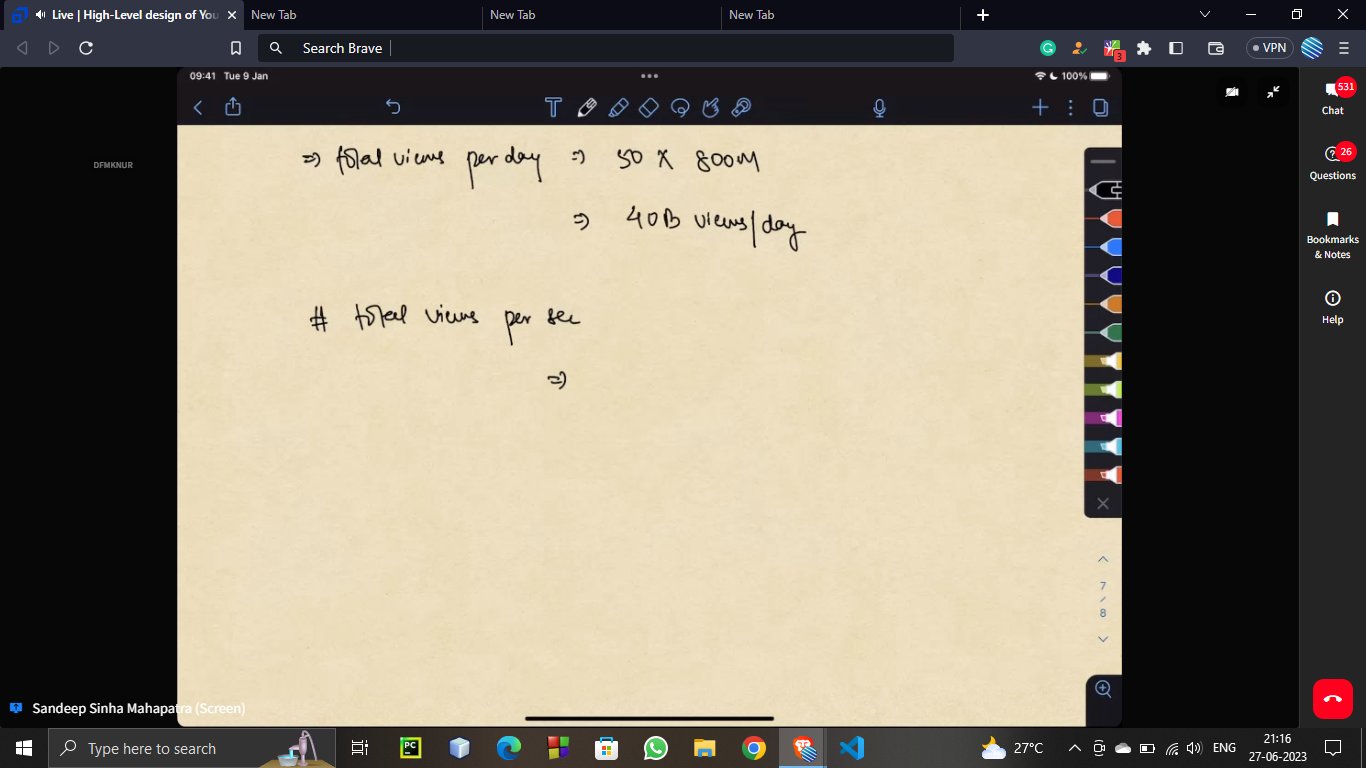 Live | High-Level design of You
New Tab
New Tab
New Tab
Search Brave
3
VPN
09:41 Tue 9 Jan
100%
531
Chat
26
Questions
Bookmarks
& Notes
Help
DFMKNUR
⇒ total views per day ⇒ 50 X 800M
⇒ 40B views/day
# total views per sec
⇒
7
8
Sandeep Sinha Mahapatra (Screen)
Type here to search
PC
27°C
ENG
21:16
27-06-2023